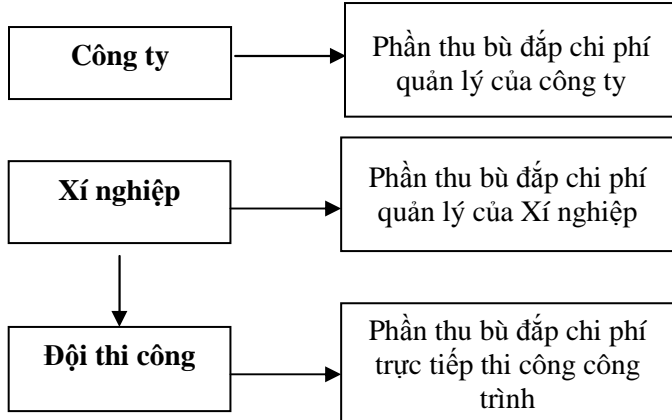 Công ty
Phần thu bù đắp chi phí
quản lý của công ty
Xí nghiệp
Phần thu bù đắp chi phí
quản lý của Xí nghiệp
Đội thi công
Phần thu bù đắp chi phí
trực tiếp thi công công
trình